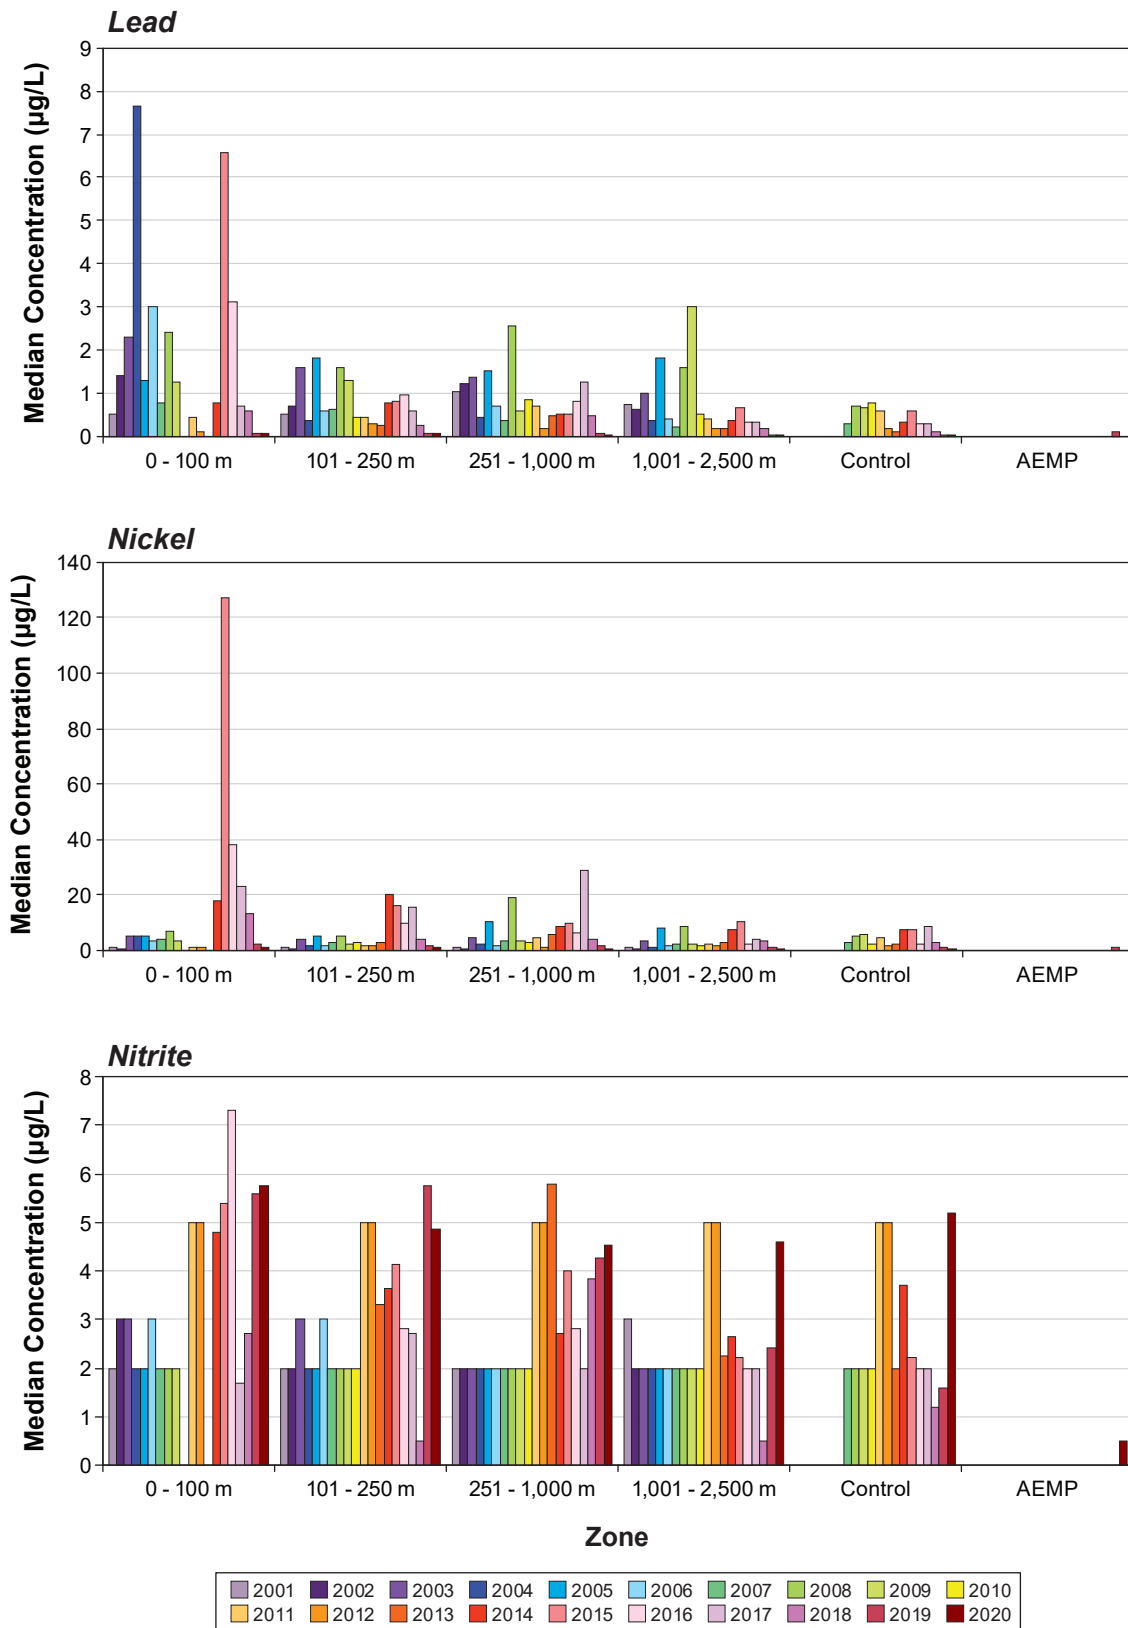 Lead
Median Concentration (µg/L)
9
8
7
6
5
4
3
2
1
0
0 - 100 m 101 - 250 m 251 - 1,000 m 1,001 - 2,500 m Control AEMP
Nickel
Median Concentration (µg/L)
140
120
100
80
60
40
20
0
0 - 100 m 101 - 250 m 251 - 1,000 m 1,001 - 2,500 m Control AEMP
Nitrite
Median Concentration (µg/L)
8
7
6
5
4
3
2
1
0
0 - 100 m 101 - 250 m 251 - 1,000 m 1,001 - 2,500 m Control AEMP
Zone
2001 2002 2003 2004 2005 2006 2007 2008 2009 2010
2011 2012 2013 2014 2015 2016 2017 2018 2019 2020